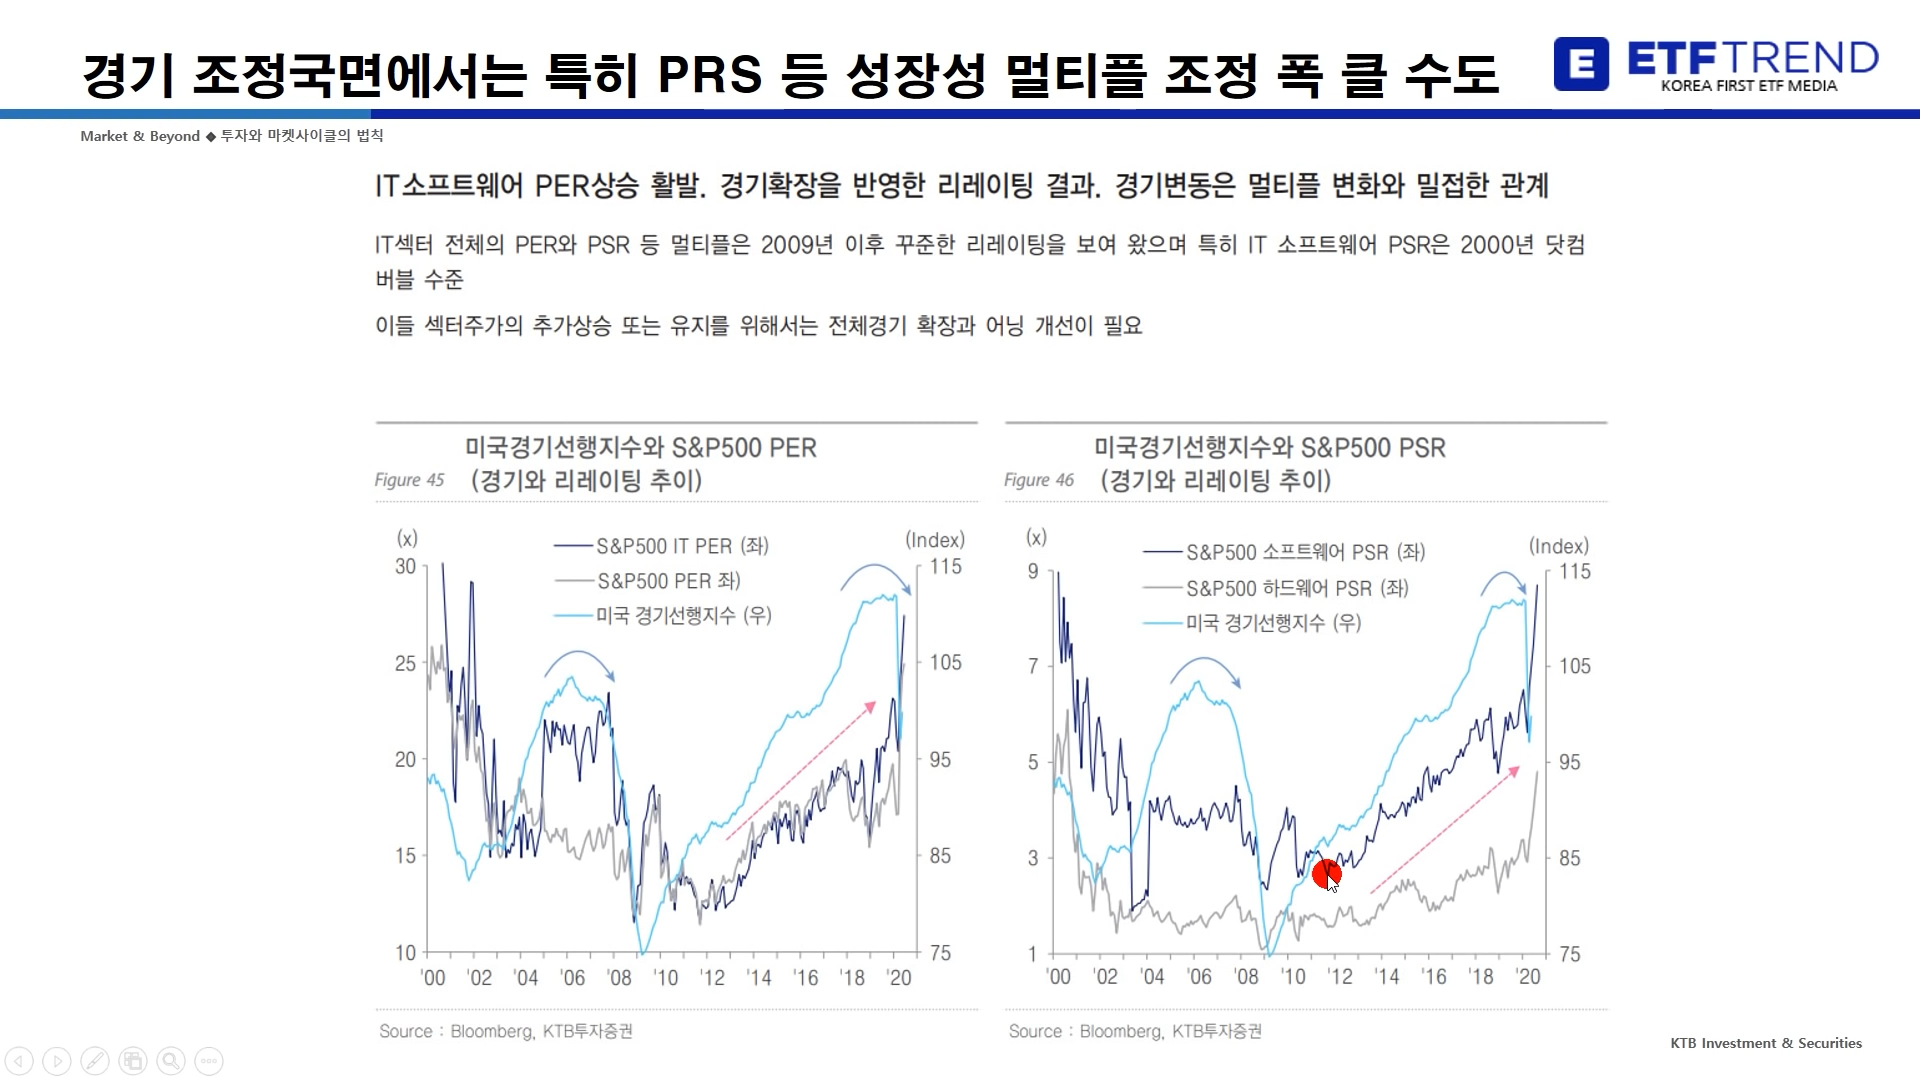 경기 조정국면에서는 특히 PRS 등 성장성 멀티플 조정 폭 클 수도
E ETFTREND
KOREA FIRST ETF MEDIA
Market & Beyond ◆ 투자와 마켓사이클의 법칙
IT소프트웨어 PER상승 활발. 경기확장을 반영한 리레이팅 결과. 경기변동은 멀티플 변화와 밀접한 관계
IT섹터 전체의 PER와 PSR 등 멀티플은 2009년 이후 꾸준한 리레이팅을 보여 왔으며 특히 IT 소프트웨어 PSR은 2000년 닷컴
버블 수준
이들 섹터주가의 추가상승 또는 유지를 위해서는 전체경기 확장과 어닝 개선이 필요
미국경기선행지수와 S&P500 PER
Figure 45 (경기와 리레이팅 추이)
(x)
(Index)
S&P500 IT PER (좌)
S&P500 PER 좌)
미국 경기선행지수 (우)
30
25
20
15
10
115
105
95
85
75
'00 '02 '04 '06 '08 '10 '12 '14 '16 '18 '20
Source : Bloomberg, KTB투자증권
미국경기선행지수와 S&P500 PSR
Figure 46 (경기와 리레이팅 추이)
(x)
(Index)
S&P500 소프트웨어 PSR (좌)
S&P500 하드웨어 PSR (좌)
미국 경기선행지수 (우)
9
7
5
3
1
115
105
95
85
75
'00 '02 '04 '06 '08 '10 '12 '14 '16 '18 '20
Source : Bloomberg, KTB투자증권
KTB Investment & Securities